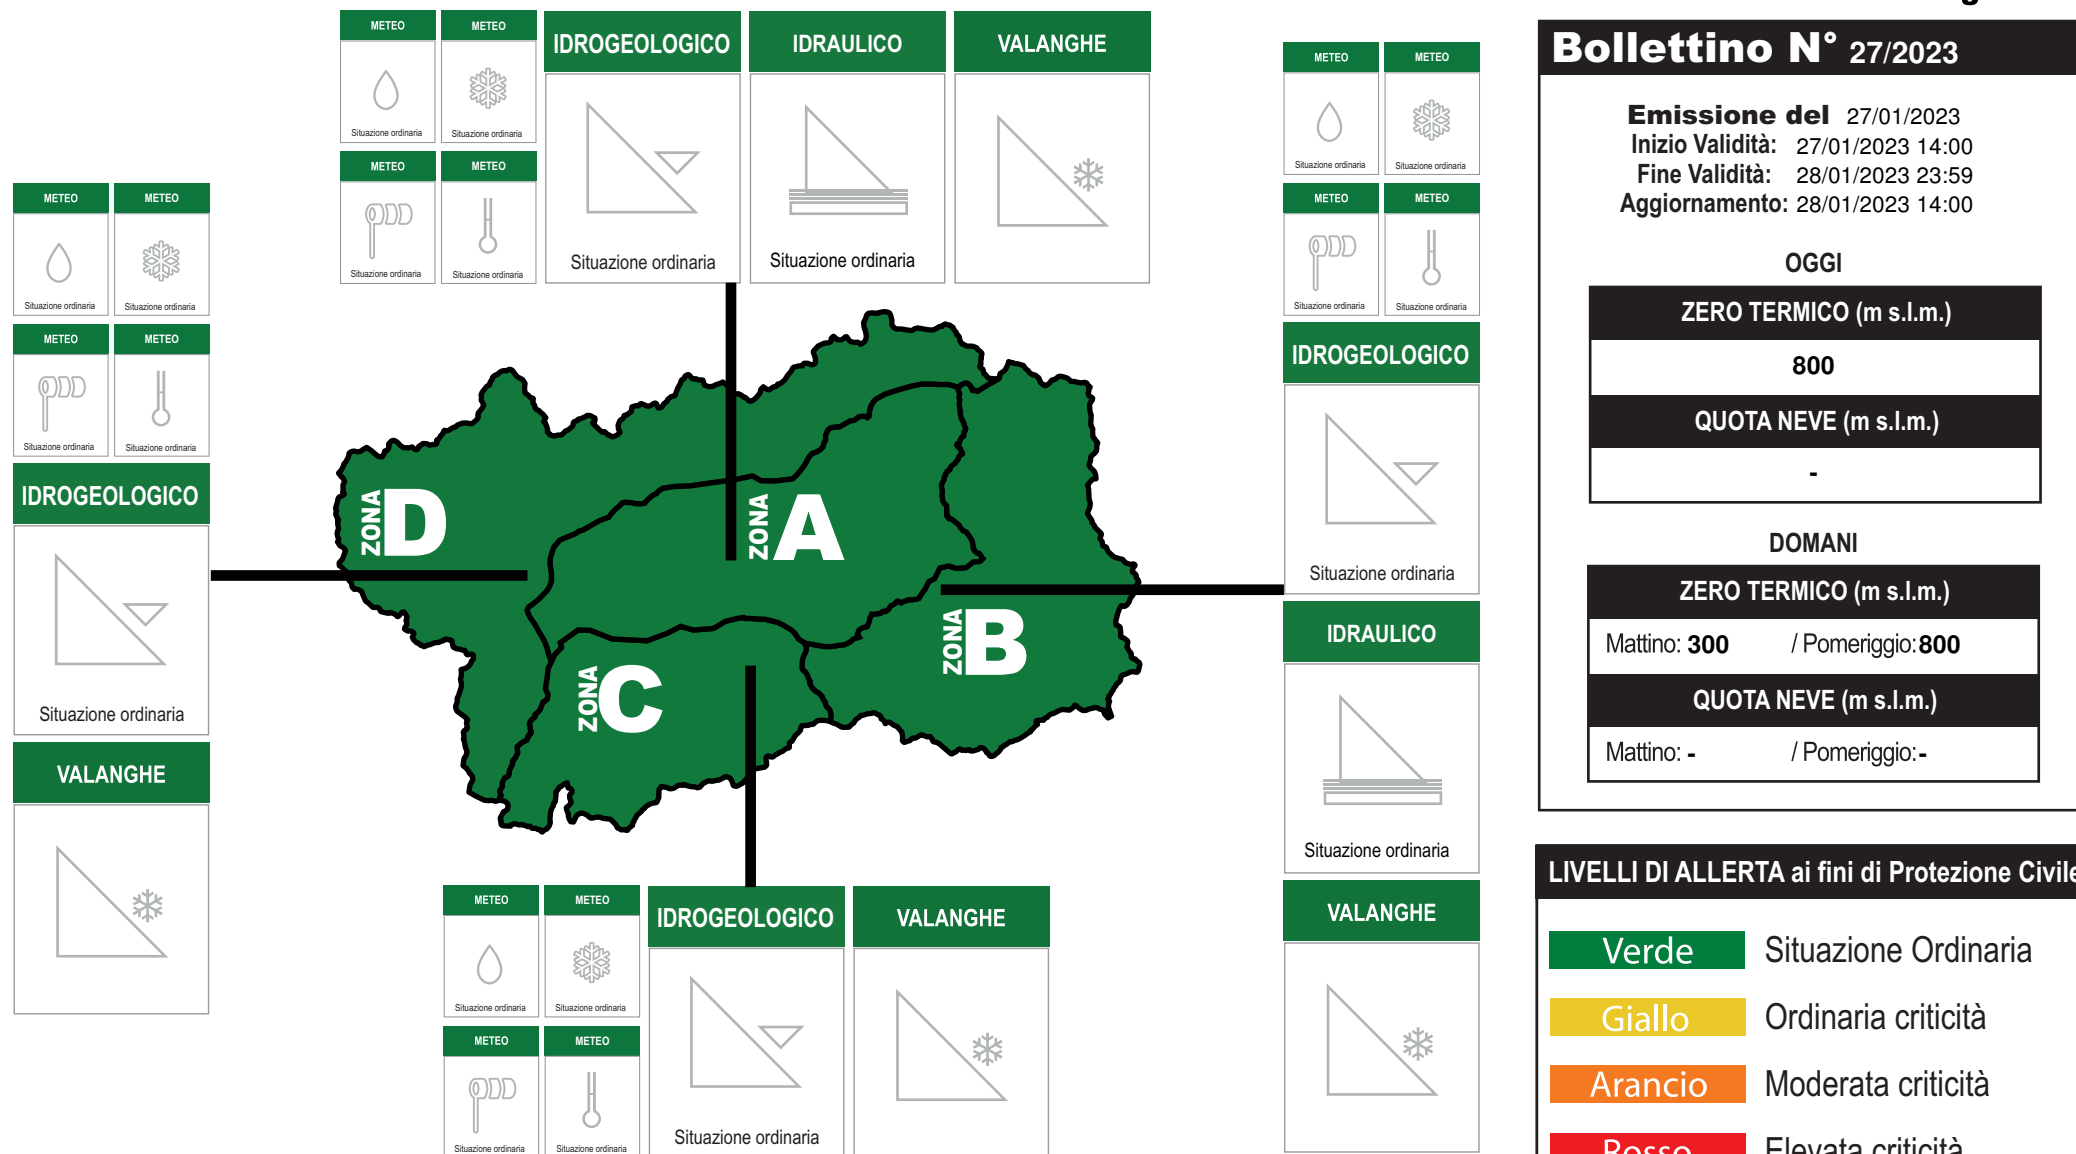 METEO
METEO
IDROGEOLOGICO
IDRAULICO
VALANGHE
Situazione ordinaria
Situazione ordinaria
METEO
METEO
Situazione ordinaria
Situazione ordinaria
Situazione ordinaria
Situazione ordinaria
METEO
METEO
Situazione ordinaria
Situazione ordinaria
METEO
METEO
Situazione ordinaria
Situazione ordinaria
IDROGEOLOGICO
Situazione ordinaria
VALANGHE
ZONA D
ZONA A
ZONA B
ZONA C
METEO
METEO
Situazione ordinaria
Situazione ordinaria
METEO
METEO
Situazione ordinaria
Situazione ordinaria
IDROGEOLOGICO
Situazione ordinaria
IDRAULICO
Situazione ordinaria
VALANGHE
METEO
METEO
IDROGEOLOGICO
VALANGHE
Situazione ordinaria
Situazione ordinaria
METEO
METEO
Situazione ordinaria
Situazione ordinaria
Situazione ordinaria
Bollettino N° 27/2023
Emissione del 27/01/2023
Inizio Validità: 27/01/2023 14:00
Fine Validità: 28/01/2023 23:59
Aggiornamento: 28/01/2023 14:00
OGGI
ZERO TERMICO (m s.l.m.)
800
QUOTA NEVE (m s.l.m.)
-
DOMANI
ZERO TERMICO (m s.l.m.)
Mattino: 300 / Pomeriggio: 800
QUOTA NEVE (m s.l.m.)
Mattino: - / Pomeriggio: -
LIVELLI DI ALLERTA ai fini di Protezione Civile
Verde Situazione Ordinaria
Giallo Ordinaria criticità
Arancio Moderata criticità
Rosso Elevata criticità